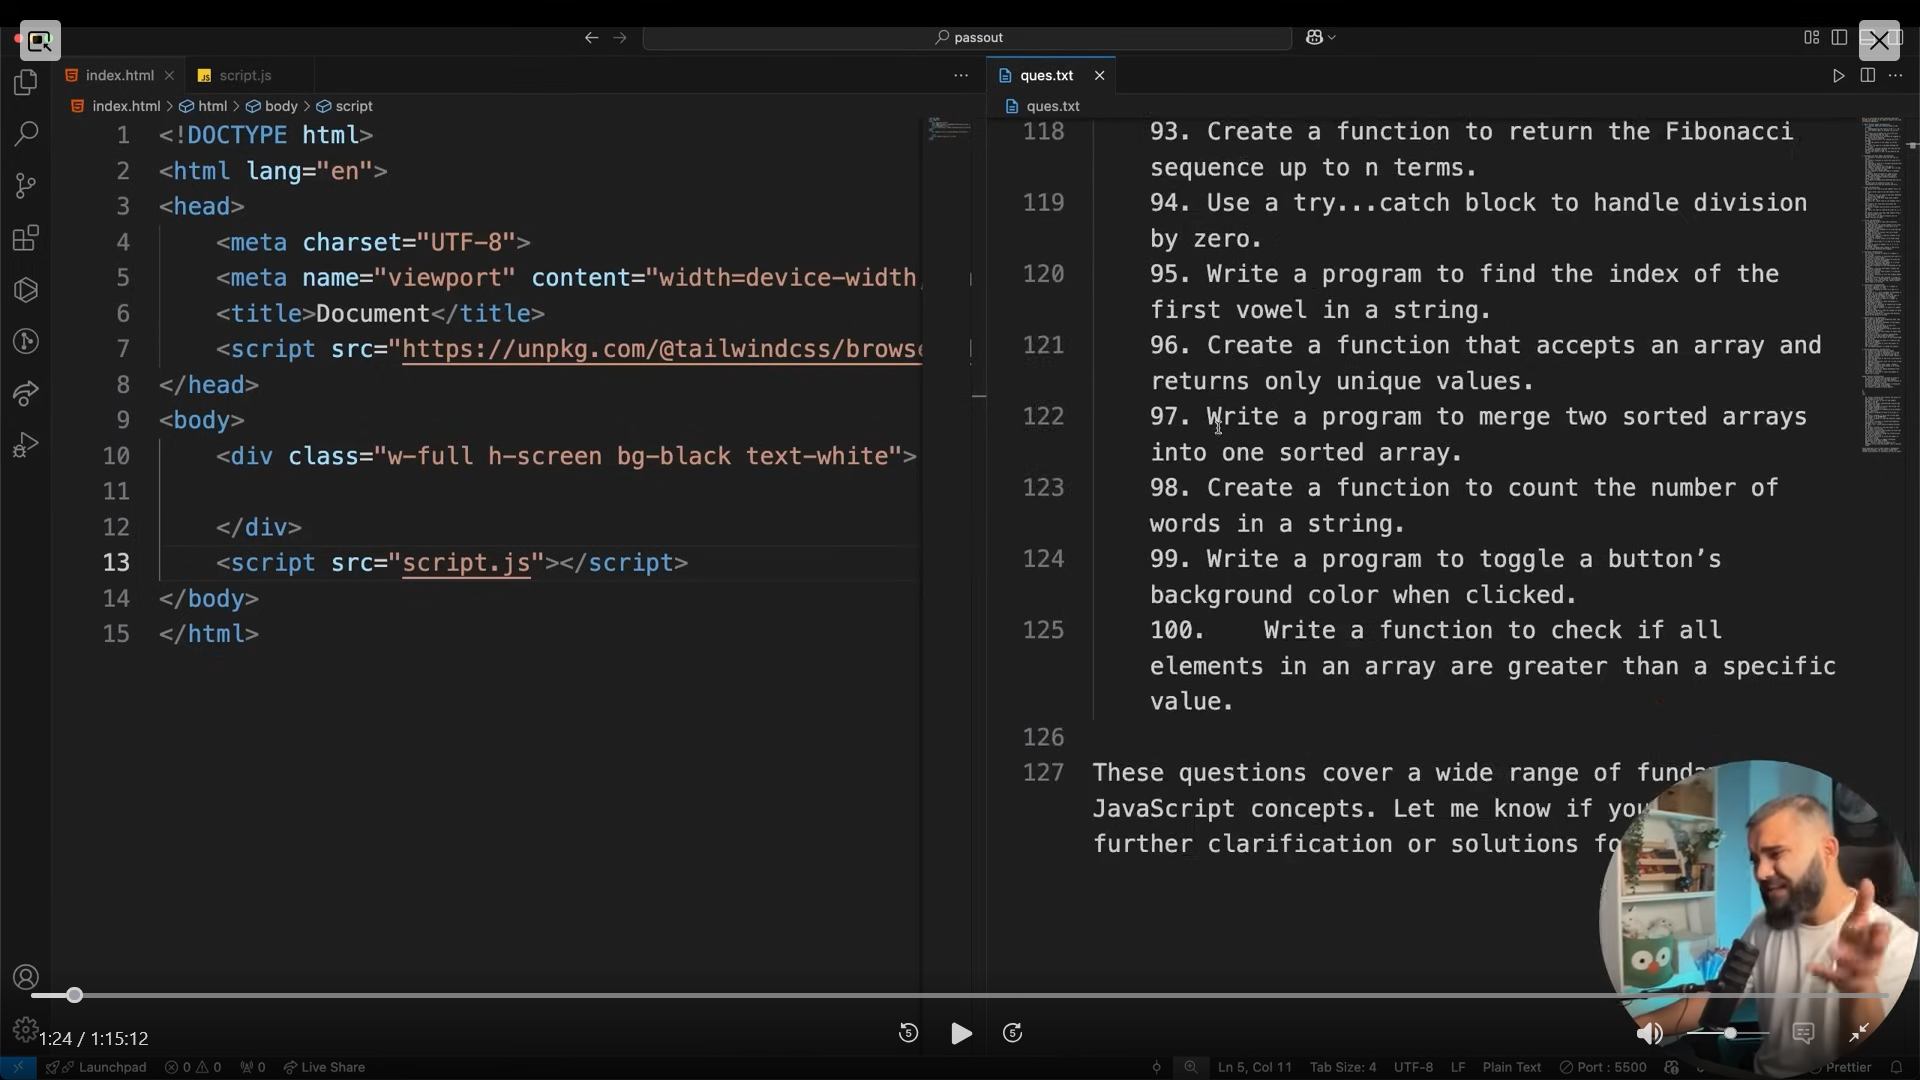 passout
index.html
script.js
index.html > html > body > script
1 <!DOCTYPE html>
2 <html lang="en">
3 <head>
4 <meta charset="UTF-8">
5 <meta name="viewport" content="width=device-width,
6 <title>Document</title>
7 <script src="https://unpkg.com/@tailwindcss/browse
8 </head>
9 <body>
10 <div class="w-full h-screen bg-black text-white">
11
12 </div>
13 <script src="script.js"></script>
14 </body>
15 </html>
ques.txt
ques.txt
118 93. Create a function to return the Fibonacci
sequence up to n terms.
119 94. Use a try...catch block to handle division
by zero.
120 95. Write a program to find the index of the
first vowel in a string.
121 96. Create a function that accepts an array and
returns only unique values.
122 97. Write a program to merge two sorted arrays
into one sorted array.
123 98. Create a function to count the number of
words in a string.
124 99. Write a program to toggle a button’s
background color when clicked.
125 100. Write a function to check if all
elements in an array are greater than a specific
value.
126
127 These questions cover a wide range of
JavaScript concepts. Let me know if
further clarification or solutions
1:24 / 1:15:12
5
5
Launchpad 0 0 0 Live Share
Ln 5, Col 11 Tab Size: 4 UTF-8 LF Plain Text Port : 5500 Prettier